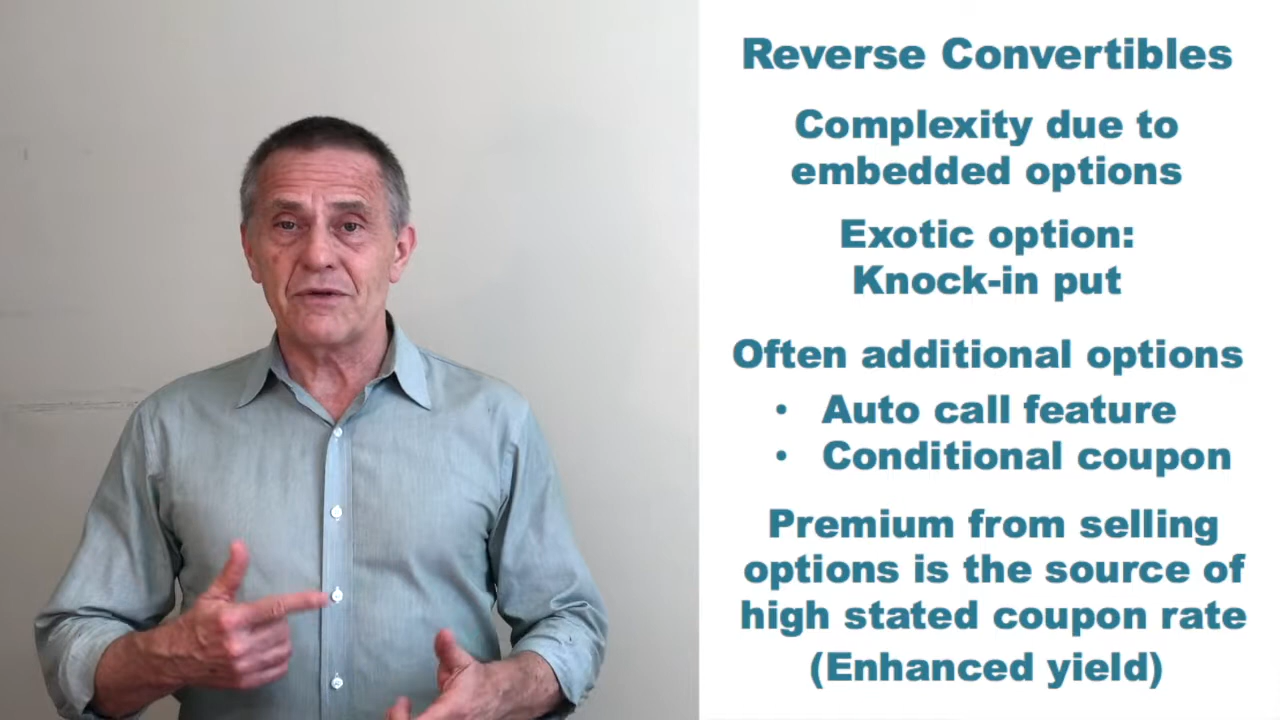 Reverse Convertibles
Complexity due to
embedded options
Exotic option:
Knock-in put
Often additional options
• Auto call feature
• Conditional coupon
Premium from selling
options is the source of
high stated coupon rate
(Enhanced yield)